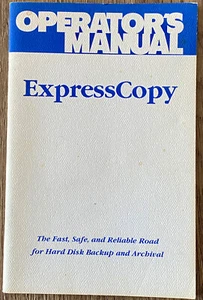 OPERATOR'S
MANUAL
ExpressCopy
The Fast, Safe, and Reliable Road
for Hard Disk Backup and Archival